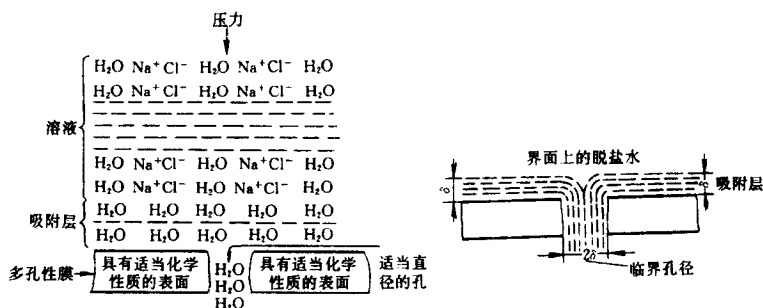 压力
H₂O Na⁺Cl⁻ H₂O Na⁺Cl⁻ H₂O
H₂O Na⁺Cl⁻ H₂O Na⁺Cl⁻ H₂O
溶液
H₂O Na⁺Cl⁻ H₂O Na⁺Cl⁻ H₂O
H₂O Na⁺Cl⁻ H₂O Na⁺Cl⁻ H₂O
吸附层
H₂O H₂O H₂O H₂O H₂O
H₂O H₂O H₂O H₂O H₂O
多孔性膜
具有适当化学
性质的表面
H₂O
H₂O
H₂O
具有适当化学
性质的表面
适当直
径的孔
界面上的脱盐水
δ
δ
吸附层
2δ
临界孔径